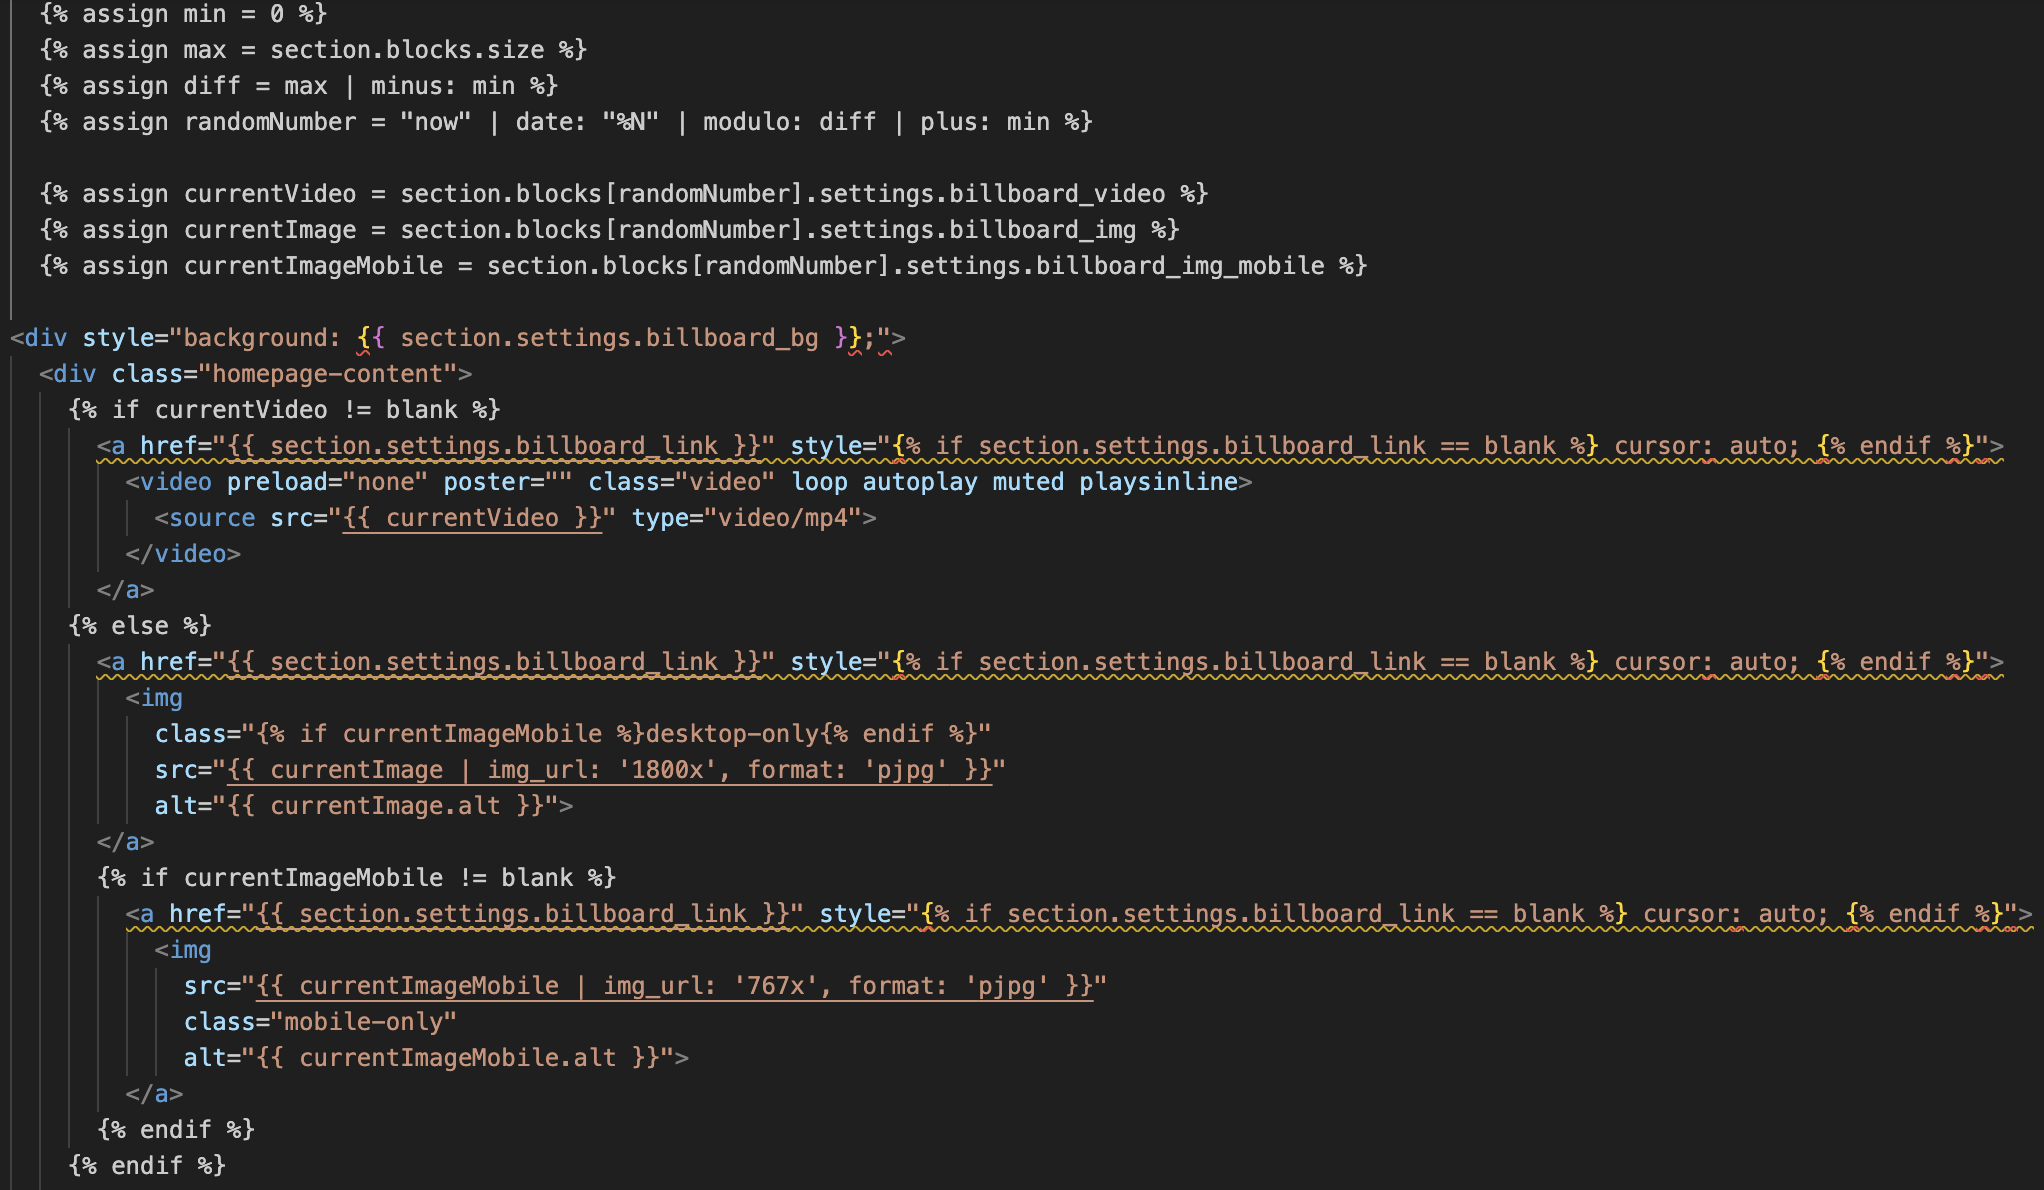 {% assign min = 0 %}
{% assign max = section.blocks.size %}
{% assign diff = max | minus: min %}
{% assign randomNumber = "now" | date: "%N" | modulo: diff | plus: min %}
{% assign currentVideo = section.blocks[randomNumber].settings.billboard_video %}
{% assign currentImage = section.blocks[randomNumber].settings.billboard_img %}
{% assign currentImageMobile = section.blocks[randomNumber].settings.billboard_img_mobile %}
<div style="background: {{ section.settings.billboard_bg }};">
<div class="homepage-content">
{% if currentVideo != blank %}
<a href="{{ section.settings.billboard_link }}" style="{% if section.settings.billboard_link == blank %} cursor: auto; {% endif %}">
<video preload="none" poster="" class="video" loop autoplay muted playsinline>
<source src="{{ currentVideo }}" type="video/mp4">
</video>
</a>
{% else %}
<a href="{{ section.settings.billboard_link }}" style="{% if section.settings.billboard_link == blank %} cursor: auto; {% endif %}">
<img
class="{% if currentImageMobile %}desktop-only{% endif %}"
src="{{ currentImage | img_url: '1800x', format: 'pjpg' }}"
alt="{{ currentImage.alt }}">
</a>
{% if currentImageMobile != blank %}
<a href="{{ section.settings.billboard_link }}" style="{% if section.settings.billboard_link == blank %} cursor: auto; {% endif %}">
<img
src="{{ currentImageMobile | img_url: '767x', format: 'pjpg' }}"
class="mobile-only"
alt="{{ currentImageMobile.alt }}">
</a>
{% endif %}
{% endif %}